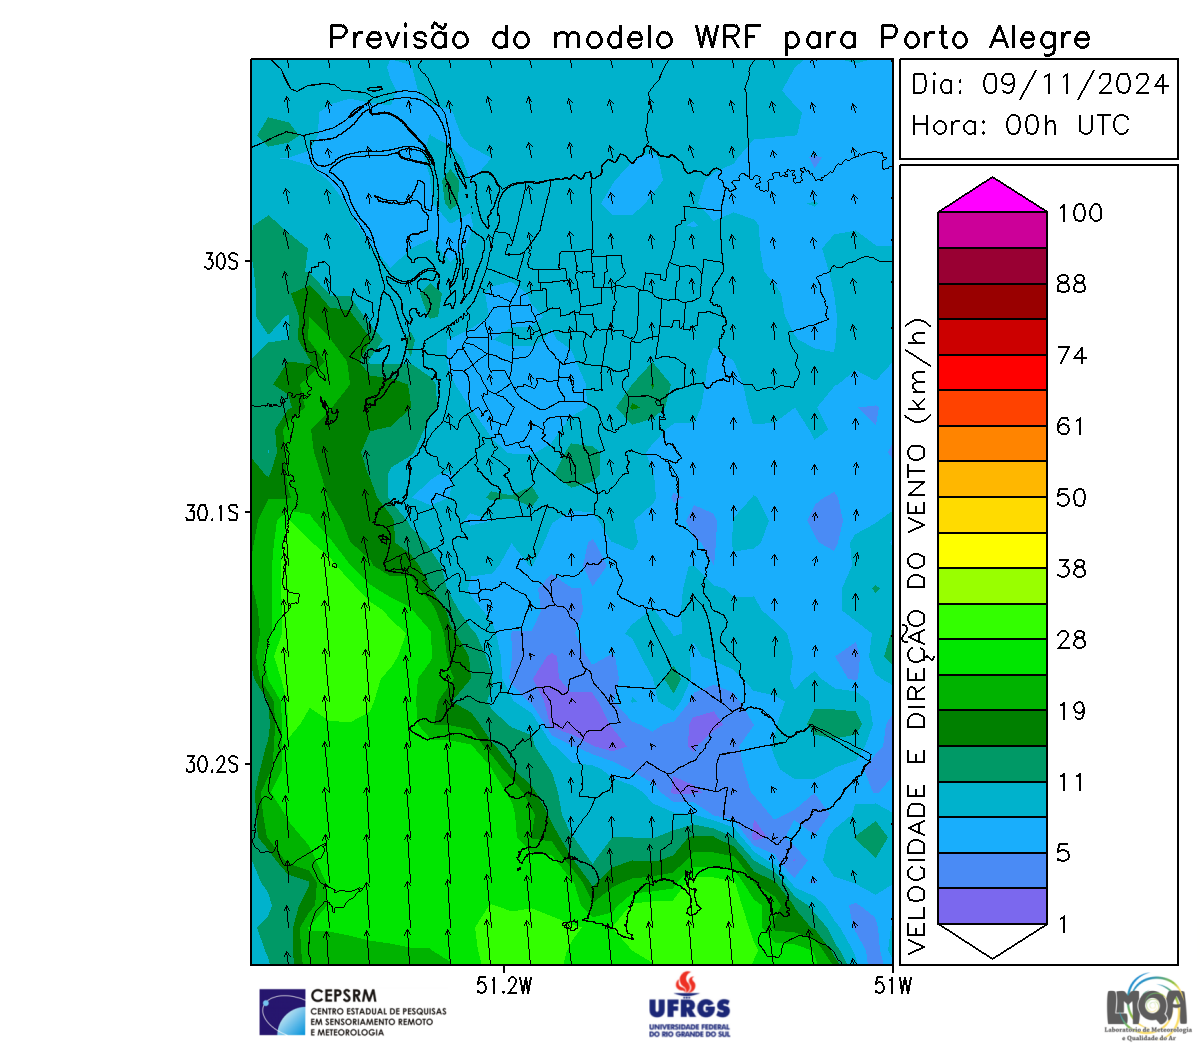 Previsão do modelo WRF para Porto Alegre
Dia: 09/11/2024
Hora: 00h UTC
VELOCIDADE E DIREÇÃO DO VENTO (km/h)
100
88
74
61
50
38
28
19
11
5
1
30S
30.1S
30.2S
51.2W
51W
CEPSRM
CENTRO ESTADUAL DE PESQUISAS
EM SENSORIAMENTO REMOTO
E METEOROLOGIA
UFRGS
UNIVERSIDADE FEDERAL
DO RIO GRANDE DO SUL
LMQA
Laboratório de Meteorologia
e Qualidade do Ar